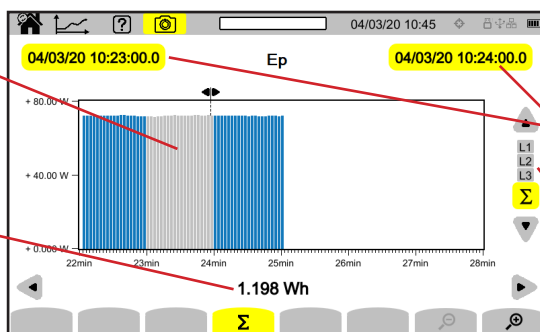 ? 04/03/20 10:45
04/03/20 10:23:00.0 Ep 04/03/20 10:24:00.0
+ 80.00 W
+ 40.00 W
+ 0.000 W
L1
L2
L3
Σ
22min 23min 24min 25min 26min 27min 28min
1.198 Wh
Σ